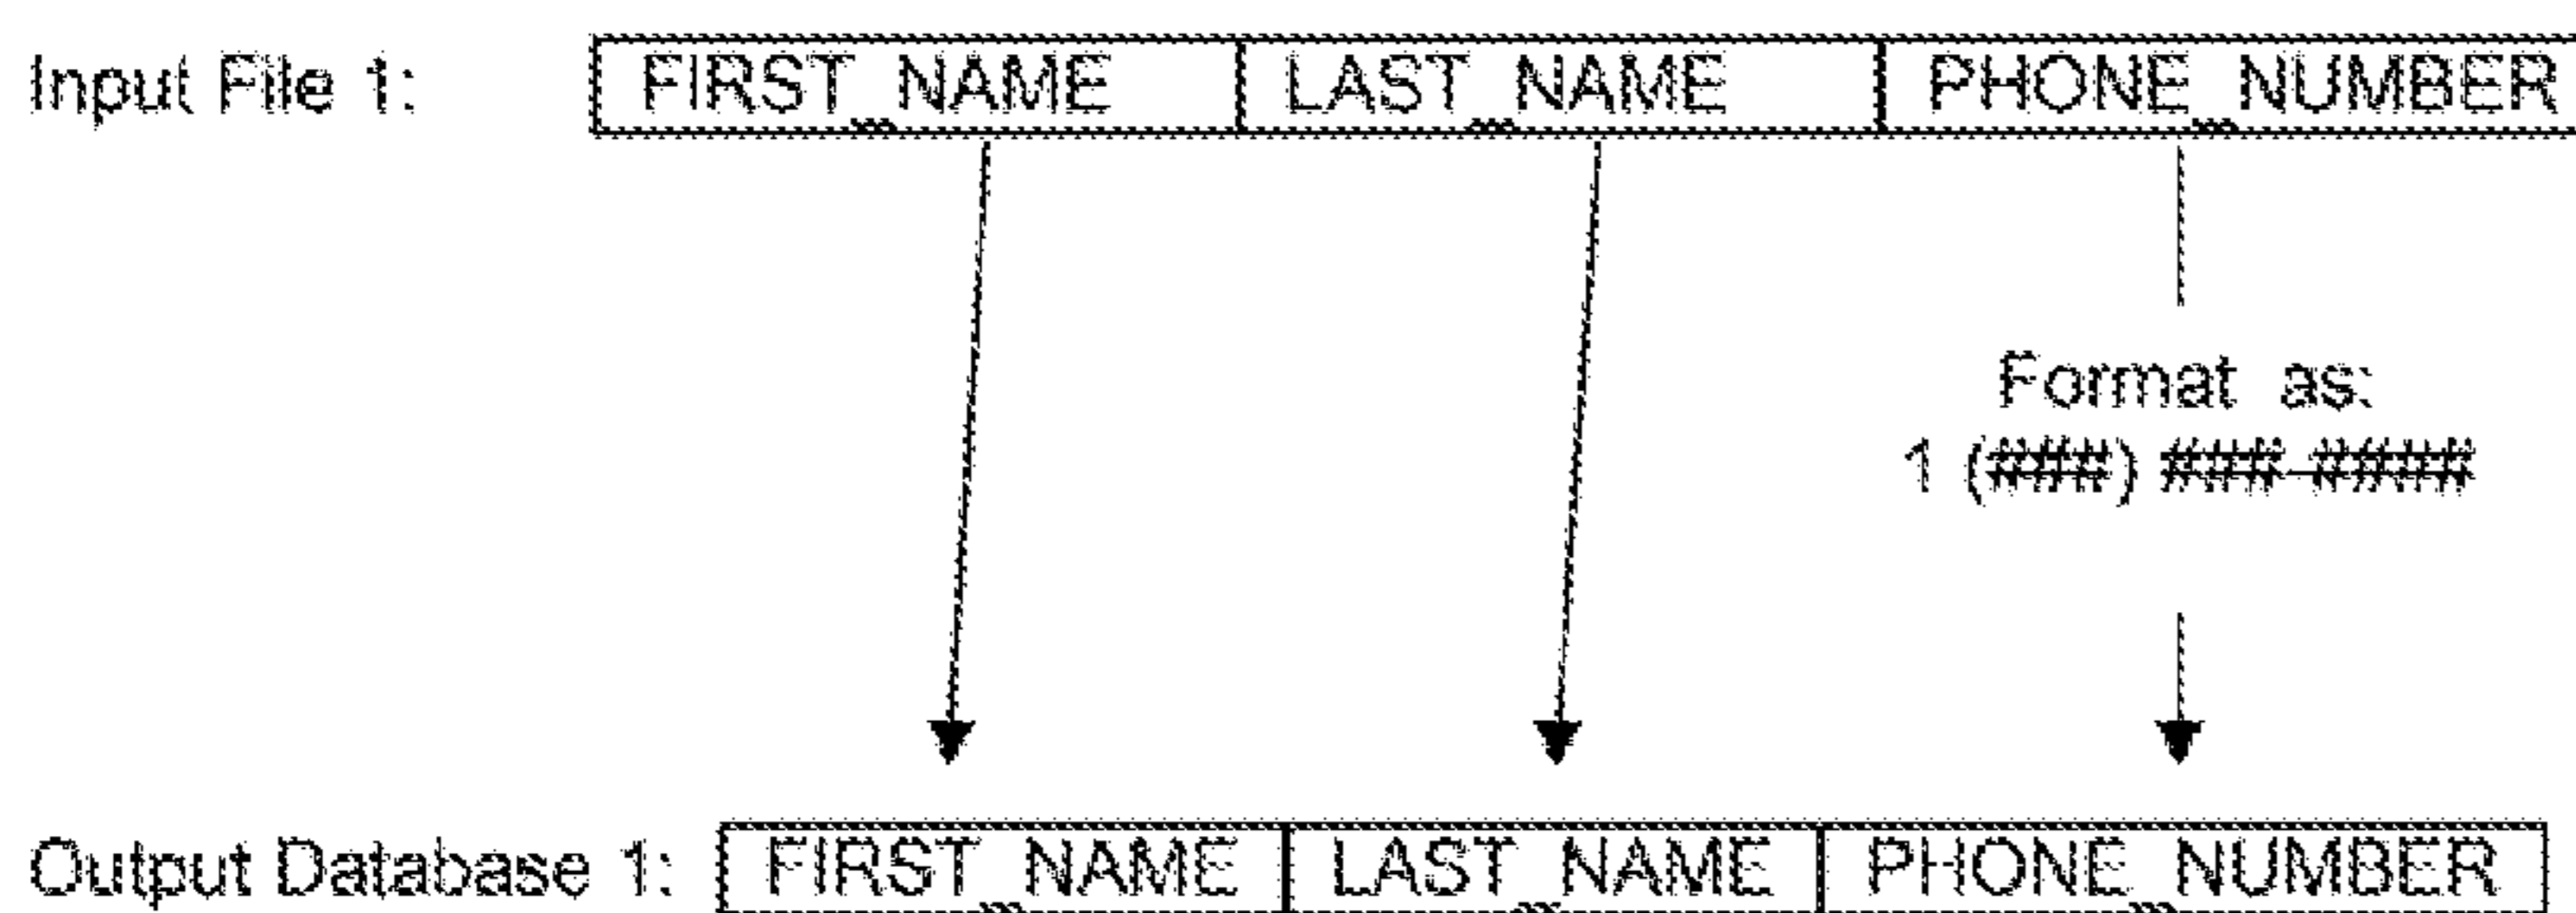 Input File 1: FIRST_NAME LAST_NAME PHONE_NUMBER
Format as:
1 (###) ###-####
Output Database 1: FIRST_NAME LAST_NAME PHONE_NUMBER